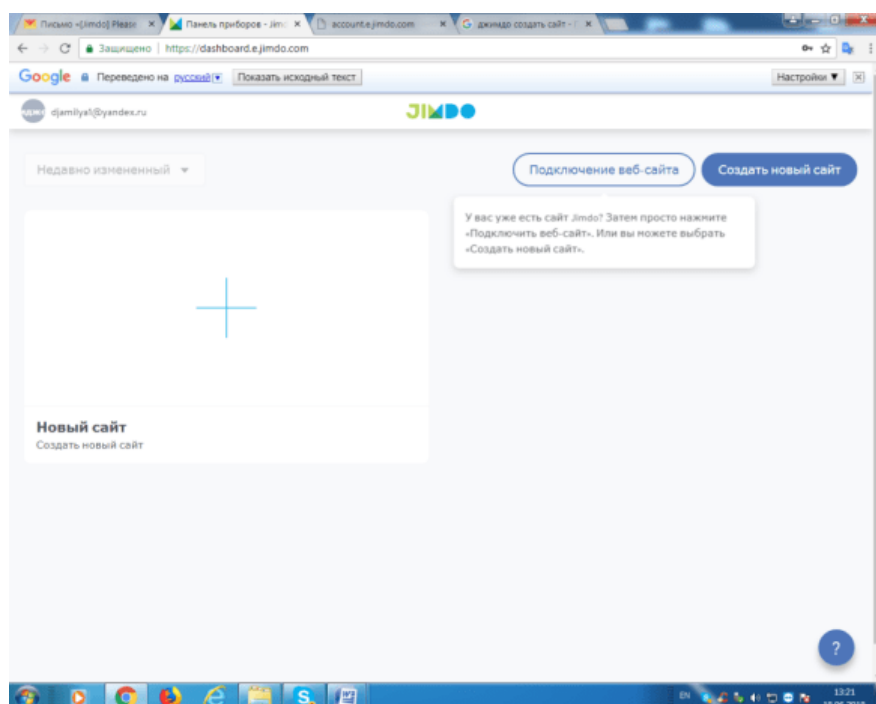 Письмо «[Jimdo] Please
Панель приборов - Jim
account.e.jimdo.com
джимдо создать сайт -
Защищено | https://dashboard.e.jimdo.com
Google Переведено на русский Показать исходный текст Настройки ▼
djamilya1@yandex.ru
JIMDO
Недавно измененный
Подключение веб-сайта
Создать новый сайт
У вас уже есть сайт Jimdo? Затем просто нажмите
«Подключить веб-сайт». Или вы можете выбрать
«Создать новый сайт».
Новый сайт
Создать новый сайт
?
EN
13:21